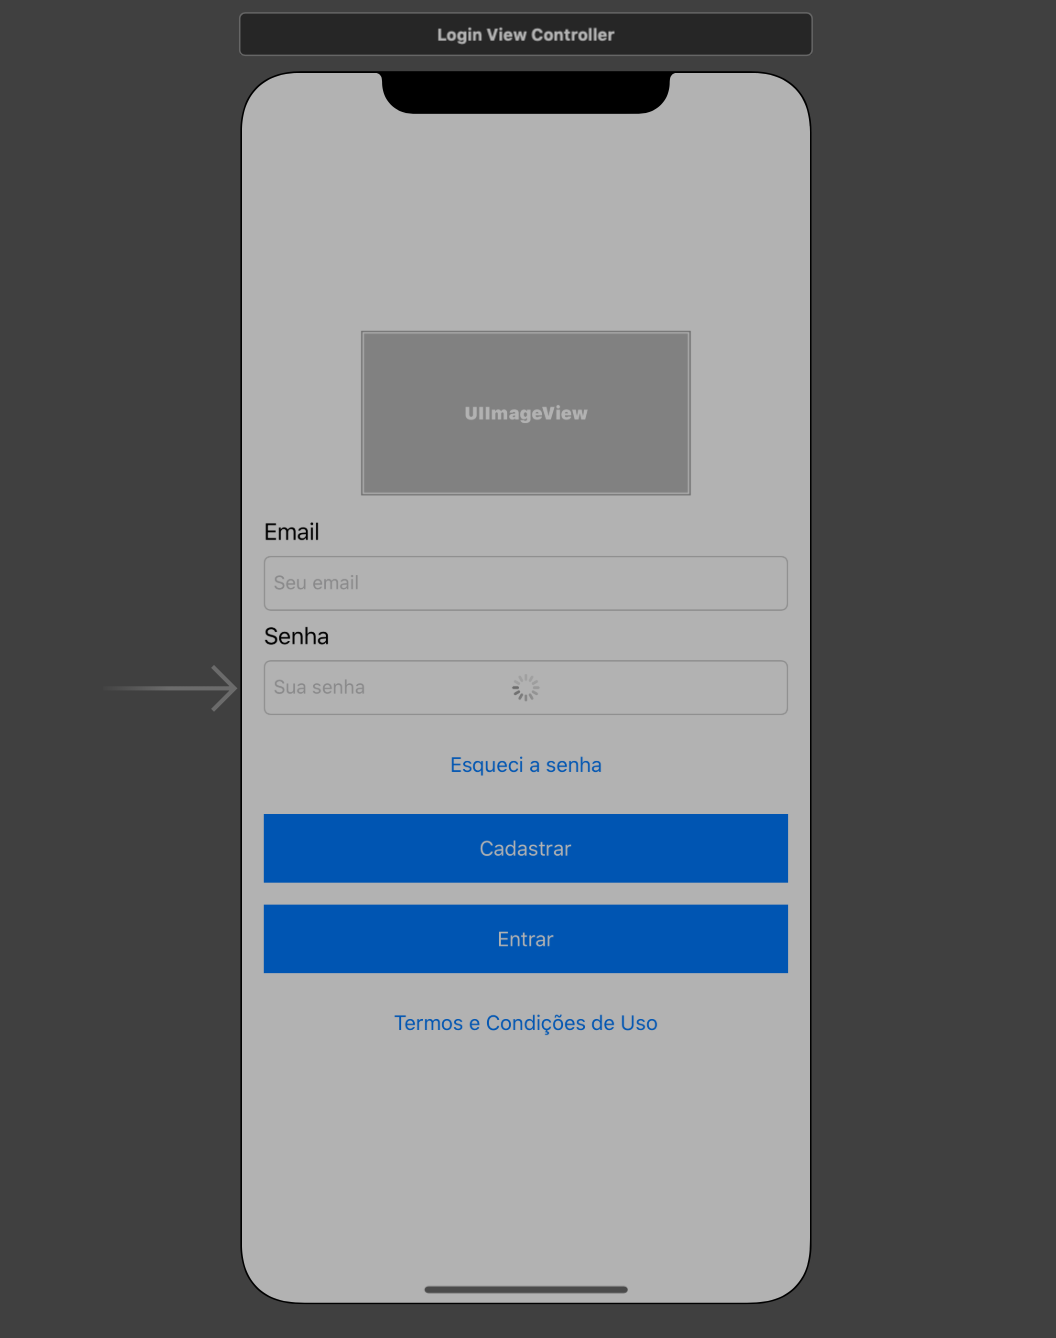 Login View Controller
UIImageView
Email
Seu email
Senha
Sua senha
Esqueci a senha
Cadastrar
Entrar
Termos e Condições de Uso